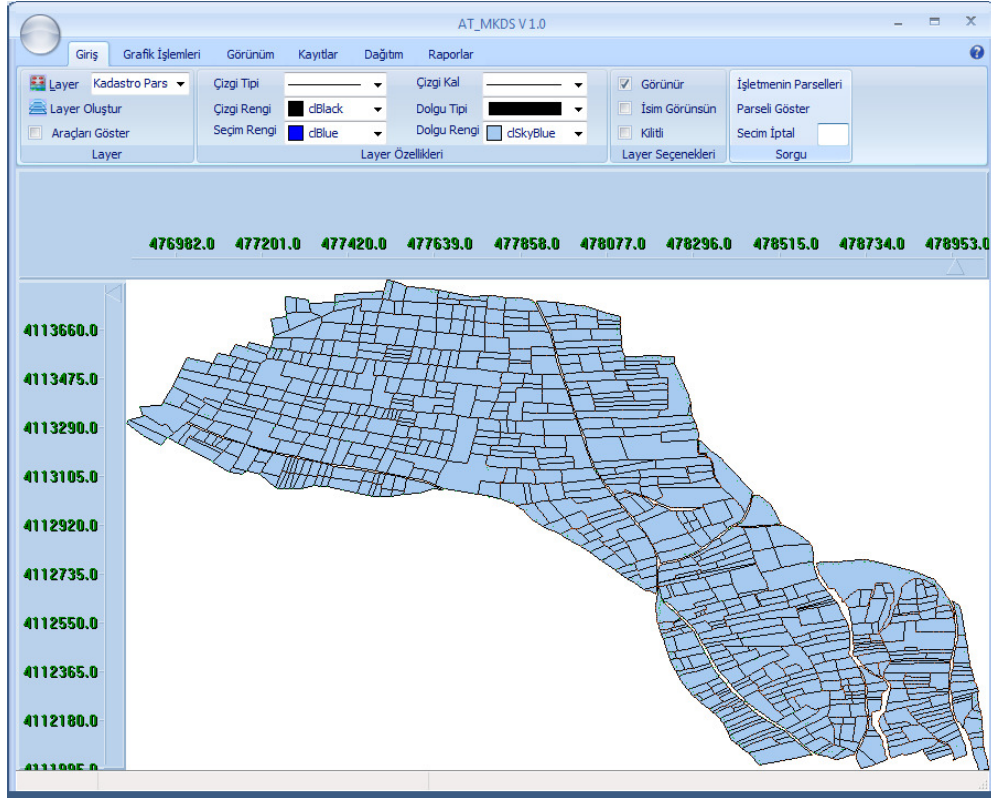 AT_MKDS V 1.0
Giriş Grafik İşlemleri Görünüm Kayıtlar Dağıtım Raporlar
Layer Kadastro Pars Çizgi Tipi Çizgi Kal Görünür İşletmenin Parselleri
Layer Oluştur Çizgi Rengi clBlack Dolgu Tipi İsim Görünsün Parseli Göster
Araçları Göster Seçim Rengi clBlue Dolgu Rengi clSkyBlue Kilitli Secim İptal
Layer Layer Özellikleri Layer Seçenekleri Sorgu
476982.0 477201.0 477420.0 477639.0 477858.0 478077.0 478296.0 478515.0 478734.0 478953.0
4113660.0
4113475.0
4113290.0
4113105.0
4112920.0
4112735.0
4112550.0
4112365.0
4112180.0
4111995.0